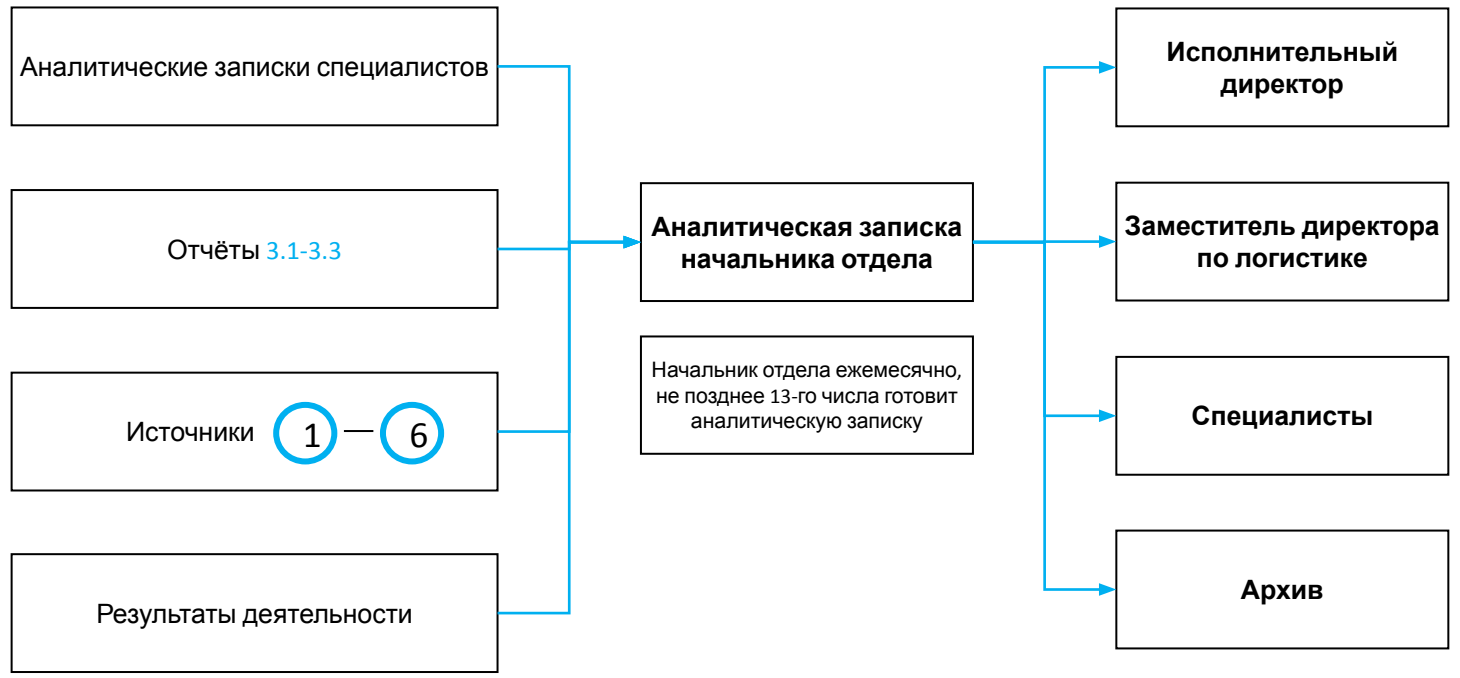 Аналитические записки специалистов
Отчёты 3.1-3.3
Источники 1 — 6
Результаты деятельности
Аналитическая записка
начальника отдела
Начальник отдела ежемесячно,
не позднее 13-го числа готовит
аналитическую записку
Исполнительный
директор
Заместитель директора
по логистике
Специалисты
Архив